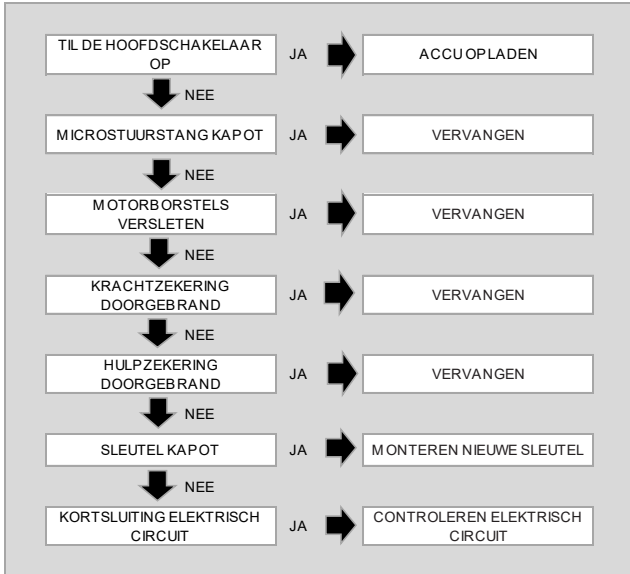 TIL DE HOOFDSCHAKELAAR
OP
JA
ACCU OPLADEN
NEE
MICROSTUURSTANG KAPOT
JA
VERVANGEN
NEE
MOTORBORSTELS
VERSLETEN
JA
VERVANGEN
NEE
KRACHTZEKERING
DOORGEBRAND
JA
VERVANGEN
NEE
HULPZEKERING
DOORGEBRAND
JA
VERVANGEN
NEE
SLEUTEL KAPOT
JA
MONTEREN NIEUWE SLEUTEL
NEE
KORTSLUITING ELEKTRISCH
CIRCUIT
JA
CONTROLEREN ELEKTRISCH
CIRCUIT